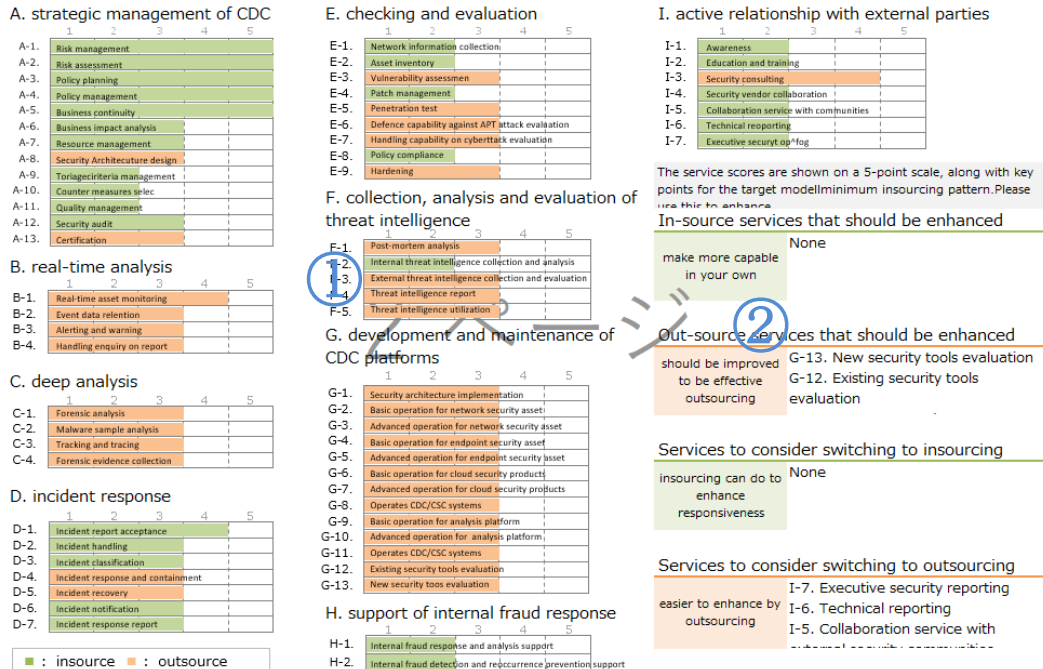 A. strategic management of CDC
1 2 3 4 5
A-1. Risk management
A-2. Risk assessment
A-3. Policy planning
A-4. Policy management
A-5. Business continuity
A-6. Business impact analysis
A-7. Resource management
A-8. Security Architecuture design
A-9. Toriageciriteria management
A-10. Counter measures selec
A-11. Quality management
A-12. Security audit
A-13. Certification
B. real-time analysis
1 2 3 4 5
B-1. Real-time asset monitoring
B-2. Event data relention
B-3. Alerting and warning
B-4. Handling enquiry on report
C. deep analysis
1 2 3 4 5
C-1. Forensic analysis
C-2. Malware sample analysis
C-3. Tracking and tracing
C-4. Forensic evidence collection
D. incident response
1 2 3 4 5
D-1. Incident report acceptance
D-2. Incident handling
D-3. Incident classification
D-4. Incident response and containment
D-5. Incident recovery
D-6. Incident notification
D-7. Incident response report
■ : insource ■ : outsource
E. checking and evaluation
1 2 3 4 5
E-1. Network information collection
E-2. Asset inventory
E-3. Vulnerability assessmen
E-4. Patch management
E-5. Penetration test
E-6. Defence capability against APT attack evaluation
E-7. Handling capability on cyberttack evaluation
E-8. Policy compliance
E-9. Hardening
F. collection, analysis and evaluation of
threat intelligence
1 2 3 4 5
F-1. Post-mortem analysis
F-2. Internal threat intelligence collection and analysis
F-3. External threat intelligence collection and evaluation
F-4 Threat intelligence report
F-5. Threat intelligence utilization
①
ページ
G. development and maintenance of
CDC platforms
1 2 3 4 5
G-1. Security architecture implementation
G-2. Basic operation for network security asset
G-3. Advanced operation for network security asset
G-4. Basic operation for endpoint security asset
G-5. Advanced operation for endpoint security asset
G-6. Basic operation for cloud security products
G-7. Advanced operation for cloud security products
G-8. Operates CDC/CSC systems
G-9. Basic operation for analysis platform
G-10. Advanced operation for analysis platform
G-11. Operates CDC/CSC systems
G-12. Existing security tools evaluation
G-13. New security toos evaluation
H. support of internal fraud response
1 2 3 4 5
H-1. Internal fraud response and analysis support
H-2. Internal fraud detection and reoccurrence prevention support
I. active relationship with external parties
1 2 3 4 5
I-1. Awareness
I-2. Education and training
I-3. Security consulting
I-4. Security vendor collaboration
I-5. Collaboration service with communities
I-6. Technical reoporting
I-7. Executive securyt op^fog
The service scores are shown on a 5-point scale, along with key
points for the target modellminimum insourcing pattern.Please
use this to enhance
In-source services that should be enhanced
make more capable
in your own
None
②
Out-source services that should be enhanced
should be improved
to be effective
outsourcing
G-13. New security tools evaluation
G-12. Existing security tools
evaluation
Services to consider switching to insourcing
insourcing can do to
enhance
responsiveness
None
Services to consider switching to outsourcing
easier to enhance by
outsourcing
I-7. Executive security reporting
I-6. Technical reporting
I-5. Collaboration service with
external security communities